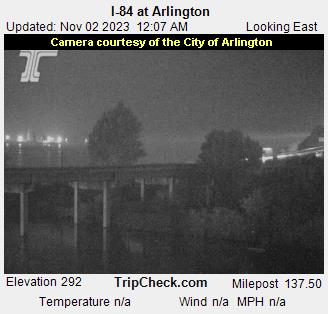 I-84 at Arlington
Updated: Nov 02 2023 12:07 AM Looking East
Camera courtesy of the City of Arlington
Elevation 292 TripCheck.com Milepost 137.50
Temperature n/a Wind n/a MPH n/a